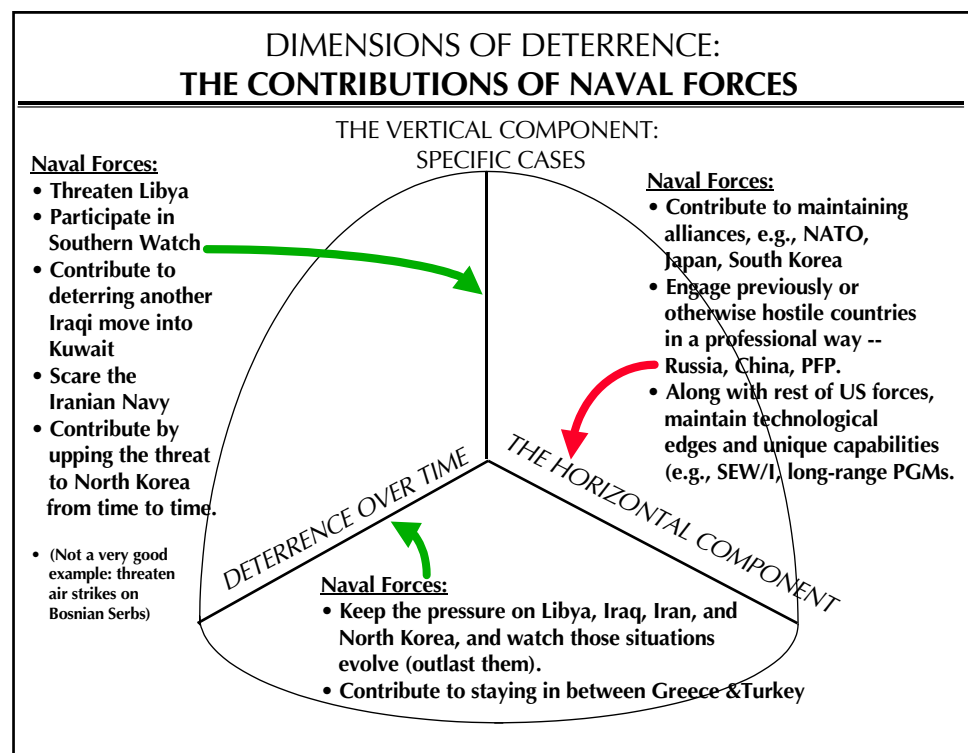 DIMENSIONS OF DETERRENCE:
THE CONTRIBUTIONS OF NAVAL FORCES
THE VERTICAL COMPONENT:
SPECIFIC CASES
Naval Forces:
• Threaten Libya
• Participate in
Southern Watch
• Contribute to
deterring another
Iraqi move into
Kuwait
• Scare the
Iranian Navy
• Contribute by
upping the threat
to North Korea
from time to time.
• (Not a very good
example: threaten
air strikes on
Bosnian Serbs)
Naval Forces:
• Contribute to maintaining
alliances, e.g., NATO,
Japan, South Korea
• Engage previously or
otherwise hostile countries
in a professional way --
Russia, China, PFP.
• Along with rest of US forces,
maintain technological
edges and unique capabilities
(e.g., SEW/I, long-range PGMs.
DETERRENCE OVER TIME
THE HORIZONTAL COMPONENT
Naval Forces:
• Keep the pressure on Libya, Iraq, Iran, and
North Korea, and watch those situations
evolve (outlast them).
• Contribute to staying in between Greece &Turkey